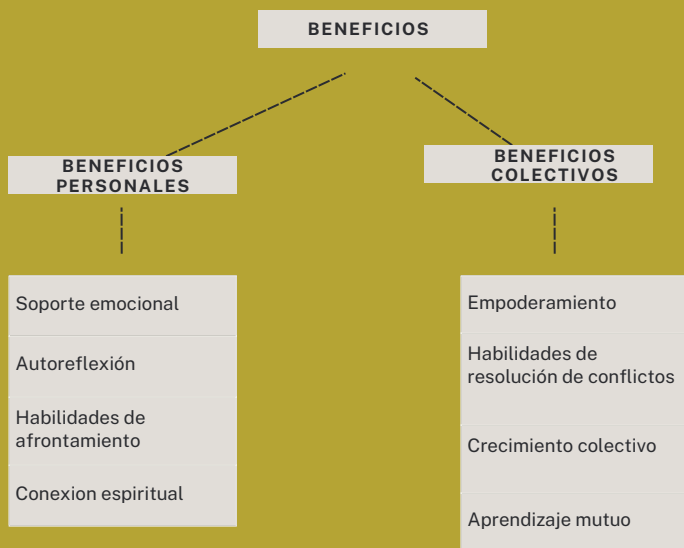 BENEFICIOS
BENEFICIOS
PERSONALES
Soporte emocional
Autoreflexión
Habilidades de
afrontamiento
Conexion espiritual
BENEFICIOS
COLECTIVOS
Empoderamiento
Habilidades de
resolución de conflictos
Crecimiento colectivo
Aprendizaje mutuo